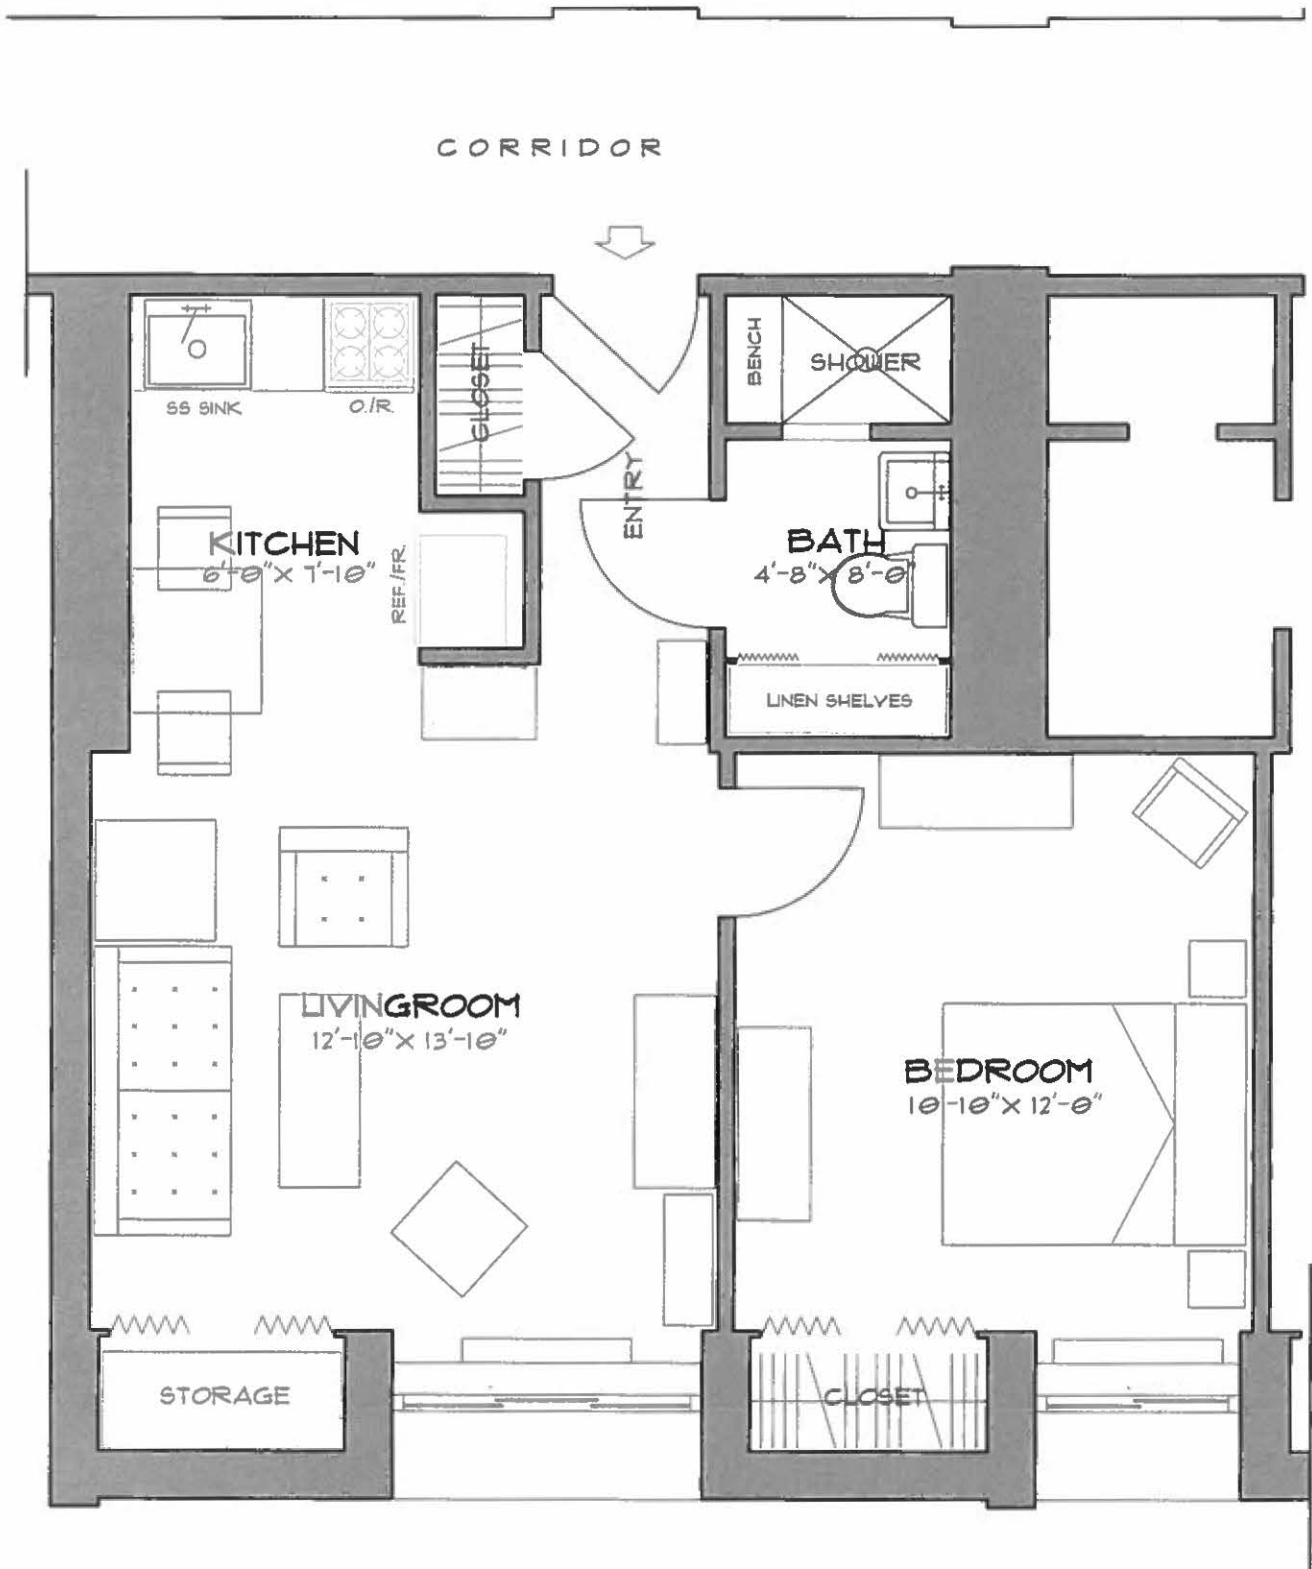 CORRIDOR
BENCH
SHOWER
CLOSET
SS SINK
O./R.
ENTRY
KITCHEN
6'-0" X 7'-10"
REF./FR.
BATH
4'-8" X 8'-0"
LINEN SHELVES
LIVINGROOM
12'-10" X 13'-10"
BEDROOM
10'-10" X 12'-0"
STORAGE
CLOSET